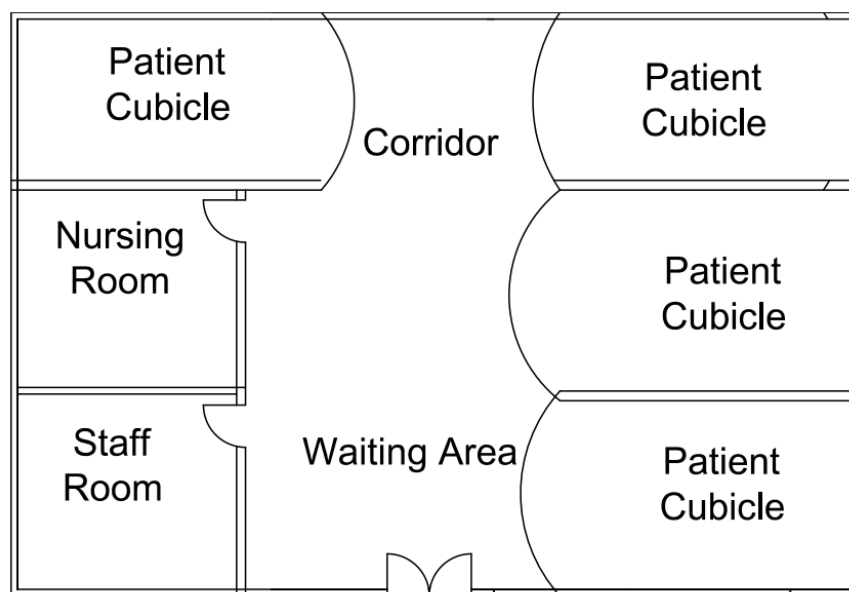 Patient
Cubicle
Patient
Cubicle
Corridor
Nursing
Room
Patient
Cubicle
Staff
Room
Waiting Area
Patient
Cubicle